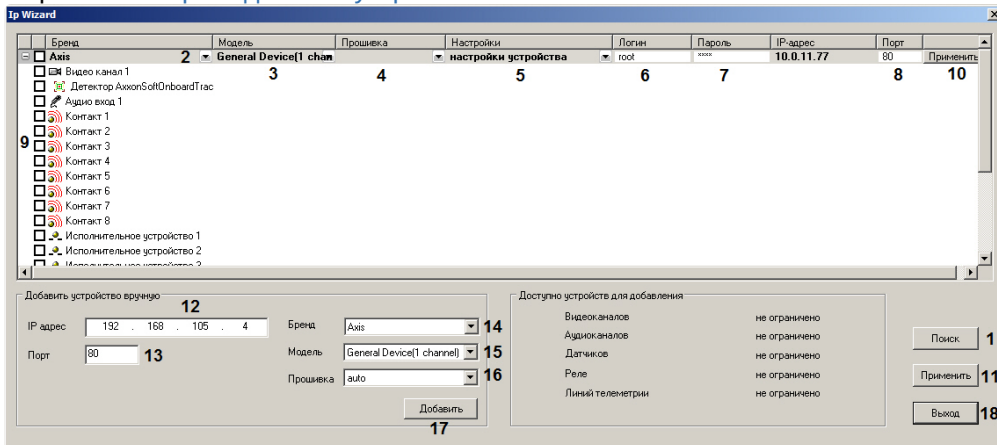 Ip Wizard
Бренд Модель Прошивка Настройки Логин Пароль IP-адрес Порт
Axis 2 General Device(1 chan настройки устройства root **** 10.0.11.77 80 Применить
3 4 5 6 7 8 10
Видео канал 1
Детектор AxxonSoftOnboardTrac
Аудио вход 1
Контакт 1
Контакт 2
9 Контакт 3
Контакт 4
Контакт 5
Контакт 6
Контакт 7
Контакт 8
Исполнительное устройство 1
Исполнительное устройство 2
Исполнительное устройство 3
Добавить устройство вручную
12
IP адрес 192 . 168 . 105 . 4
Порт 80 13
Бренд Axis 14
Модель General Device(1 channel) 15
Прошивка auto 16
Добавить
17
Доступно устройств для добавления
Видеоканалов не ограничено
Аудиоканалов не ограничено
Датчиков не ограничено
Реле не ограничено
Линий телеметрии не ограничено
Поиск 1
Применить 11
Выход 18